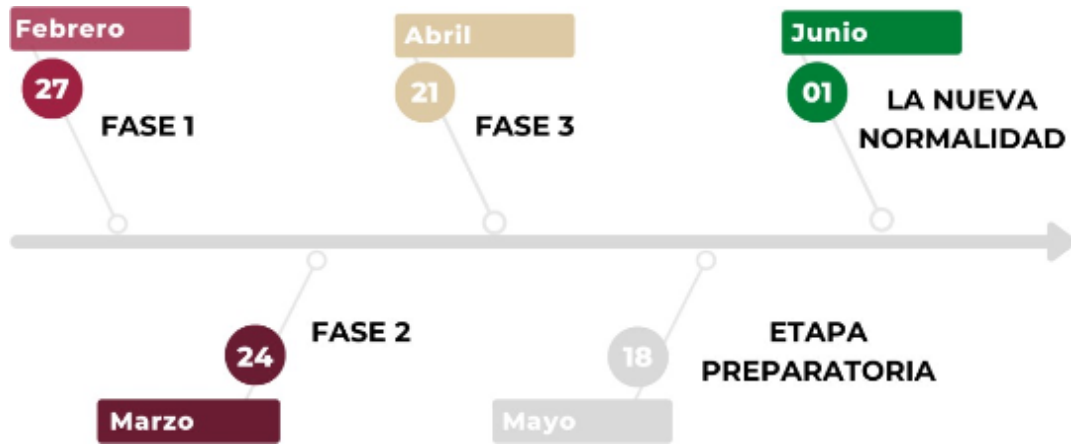 Febrero
27
FASE 1
Marzo
24
FASE 2
Abril
21
FASE 3
Mayo
18
ETAPA
PREPARATORIA
Junio
01
LA NUEVA
NORMALIDAD